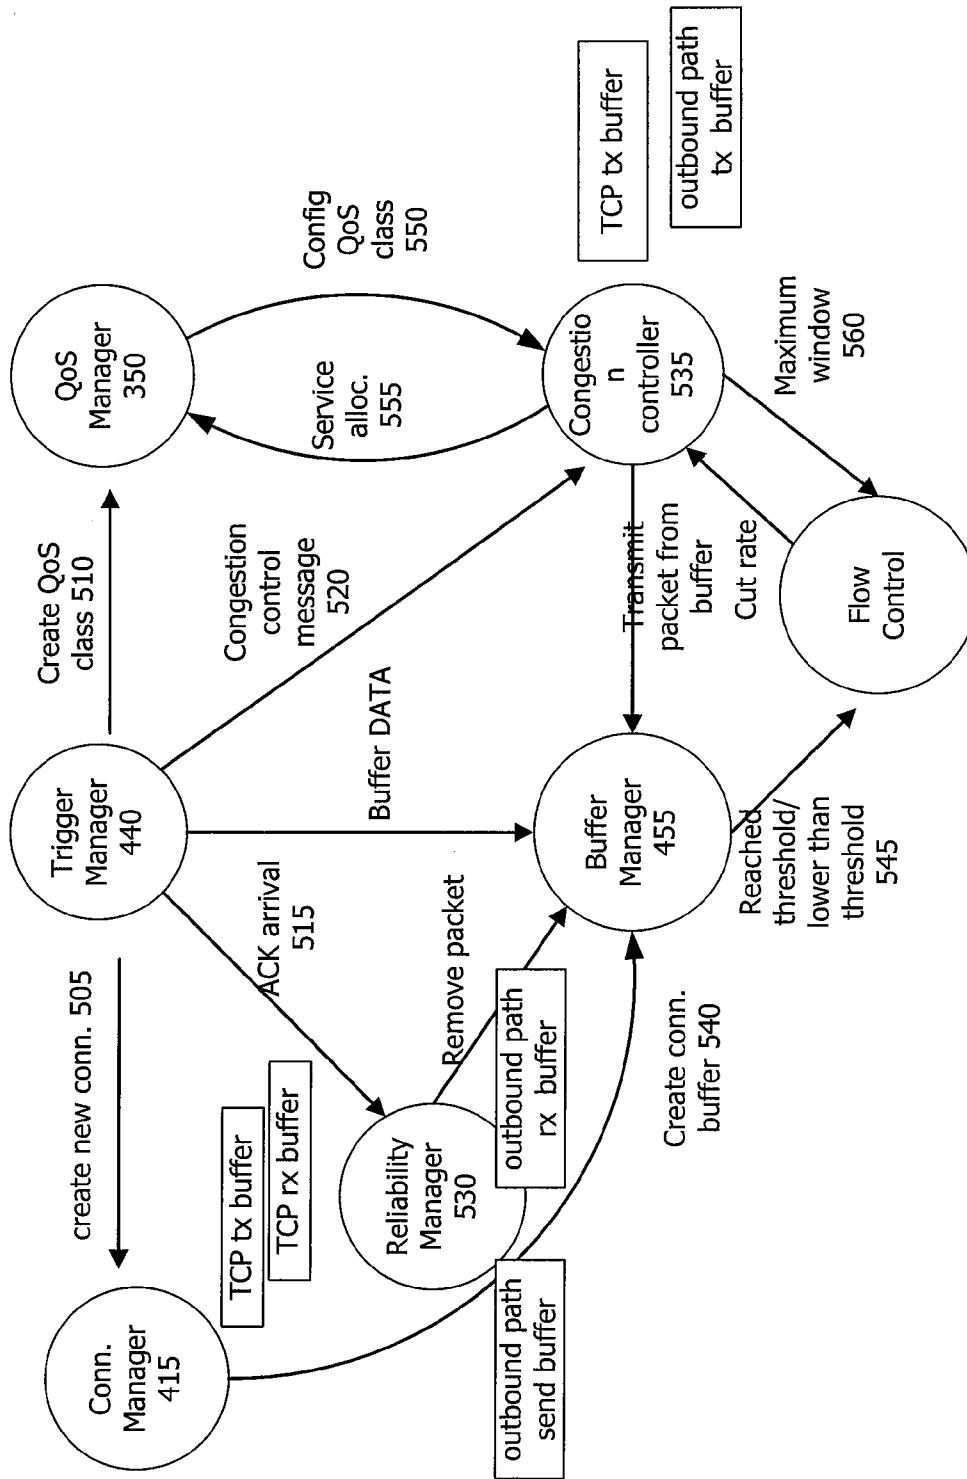 Conn.
Manager
415
create new conn. 505
Trigger
Manager
440
Create QoS
class 510
QoS
Manager
350
TCP tx buffer
TCP rx buffer
ACK arrival
515
Buffer DATA
Congestion
control
message
520
Service
alloc.
555
Config
QoS
class
550
Reliability
Manager
530
Remove packet
outbound path
send buffer
outbound path
rx buffer
Create conn.
buffer 540
Buffer
Manager
455
Transmit
packet from
buffer
Congestio
n
controller
535
TCP tx buffer
outbound path
tx buffer
Cut rate
Maximum
window
560
Reached
threshold/
lower than
threshold
545
Flow
Control